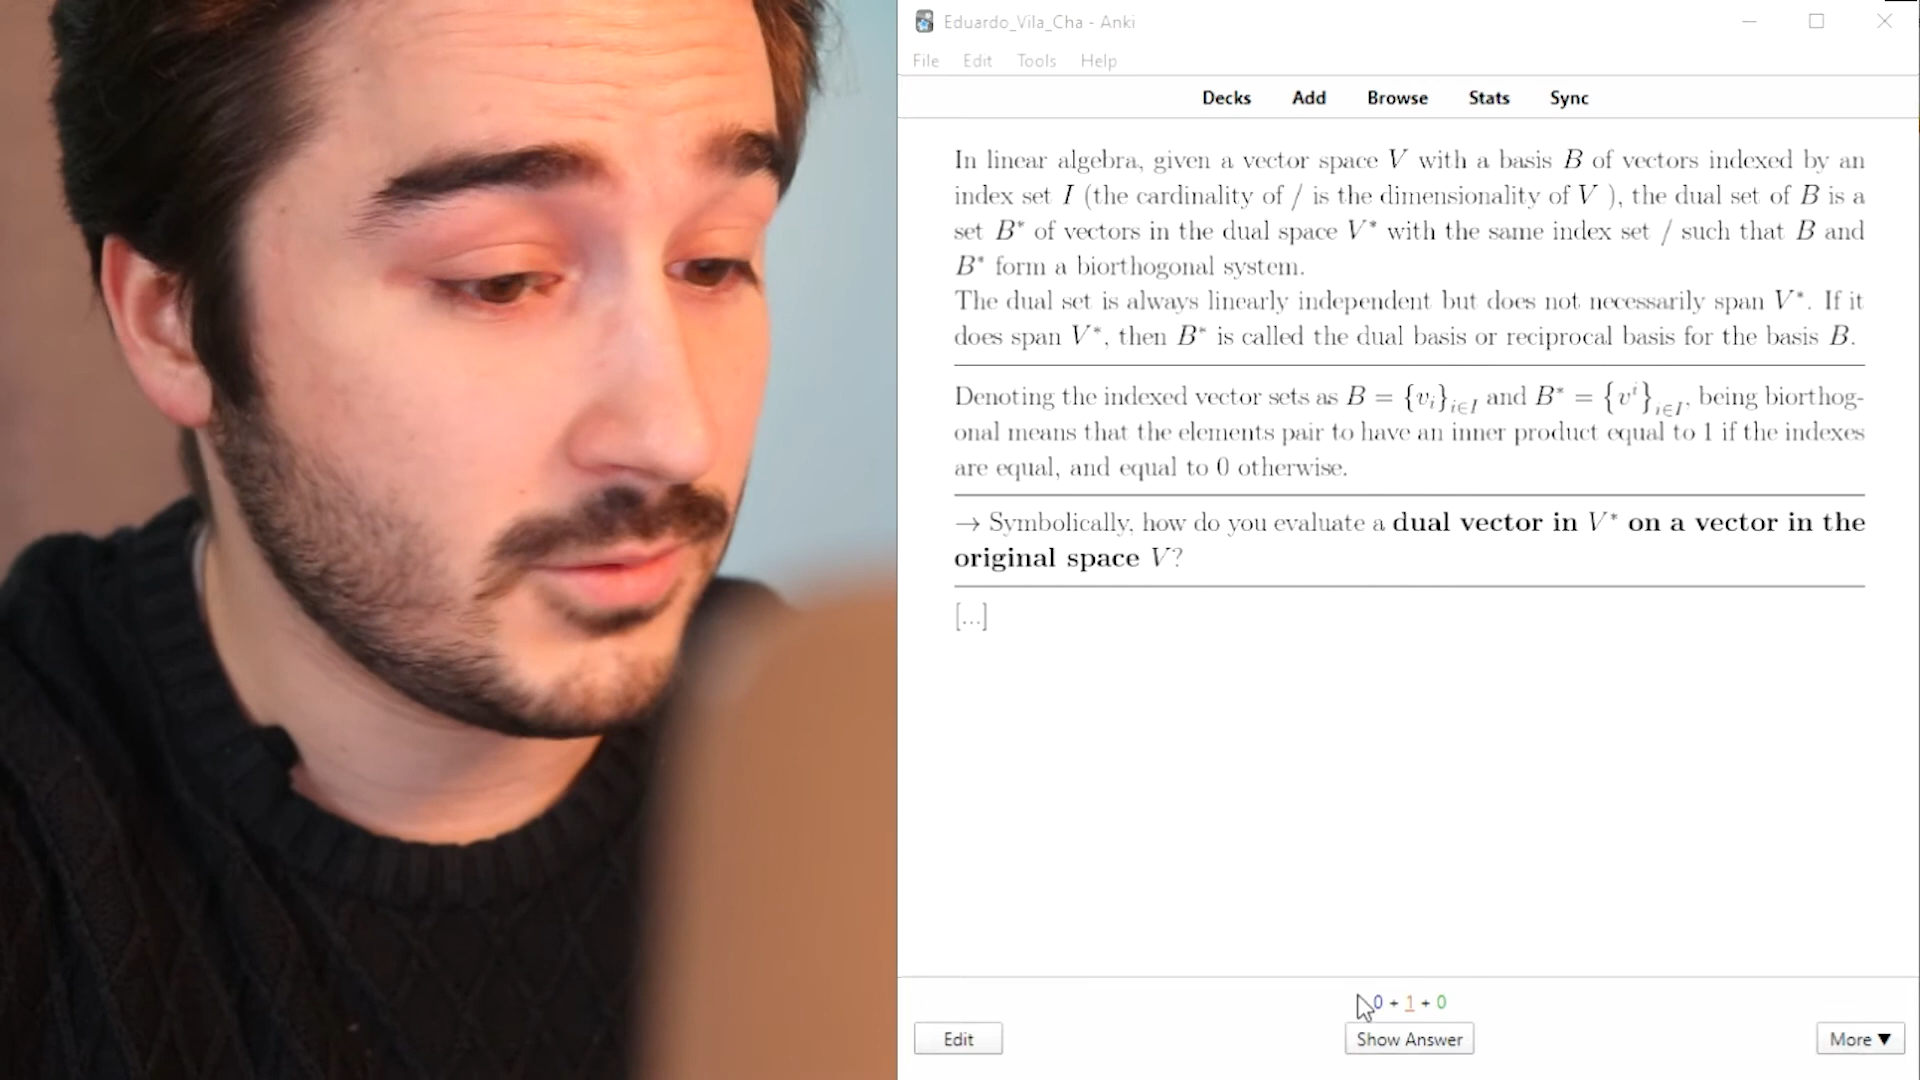 Eduardo_Vila_Cha - Anki
File Edit Tools Help
Decks Add Browse Stats Sync
In linear algebra, given a vector space V with a basis B of vectors indexed by an
index set I (the cardinality of / is the dimensionality of V ), the dual set of B is a
set B* of vectors in the dual space V* with the same index set / such that B and
B* form a biorthogonal system.
The dual set is always linearly independent but does not necessarily span V*. If it
does span V*, then B* is called the dual basis or reciprocal basis for the basis B.
Denoting the indexed vector sets as B = {v_i}_{i∈I} and B* = {v^i}_{i∈I}, being biorthog-
onal means that the elements pair to have an inner product equal to 1 if the indexes
are equal, and equal to 0 otherwise.
→ Symbolically, how do you evaluate a dual vector in V* on a vector in the
original space V?
[...]
0 + 1 + 0
Edit Show Answer More ▼